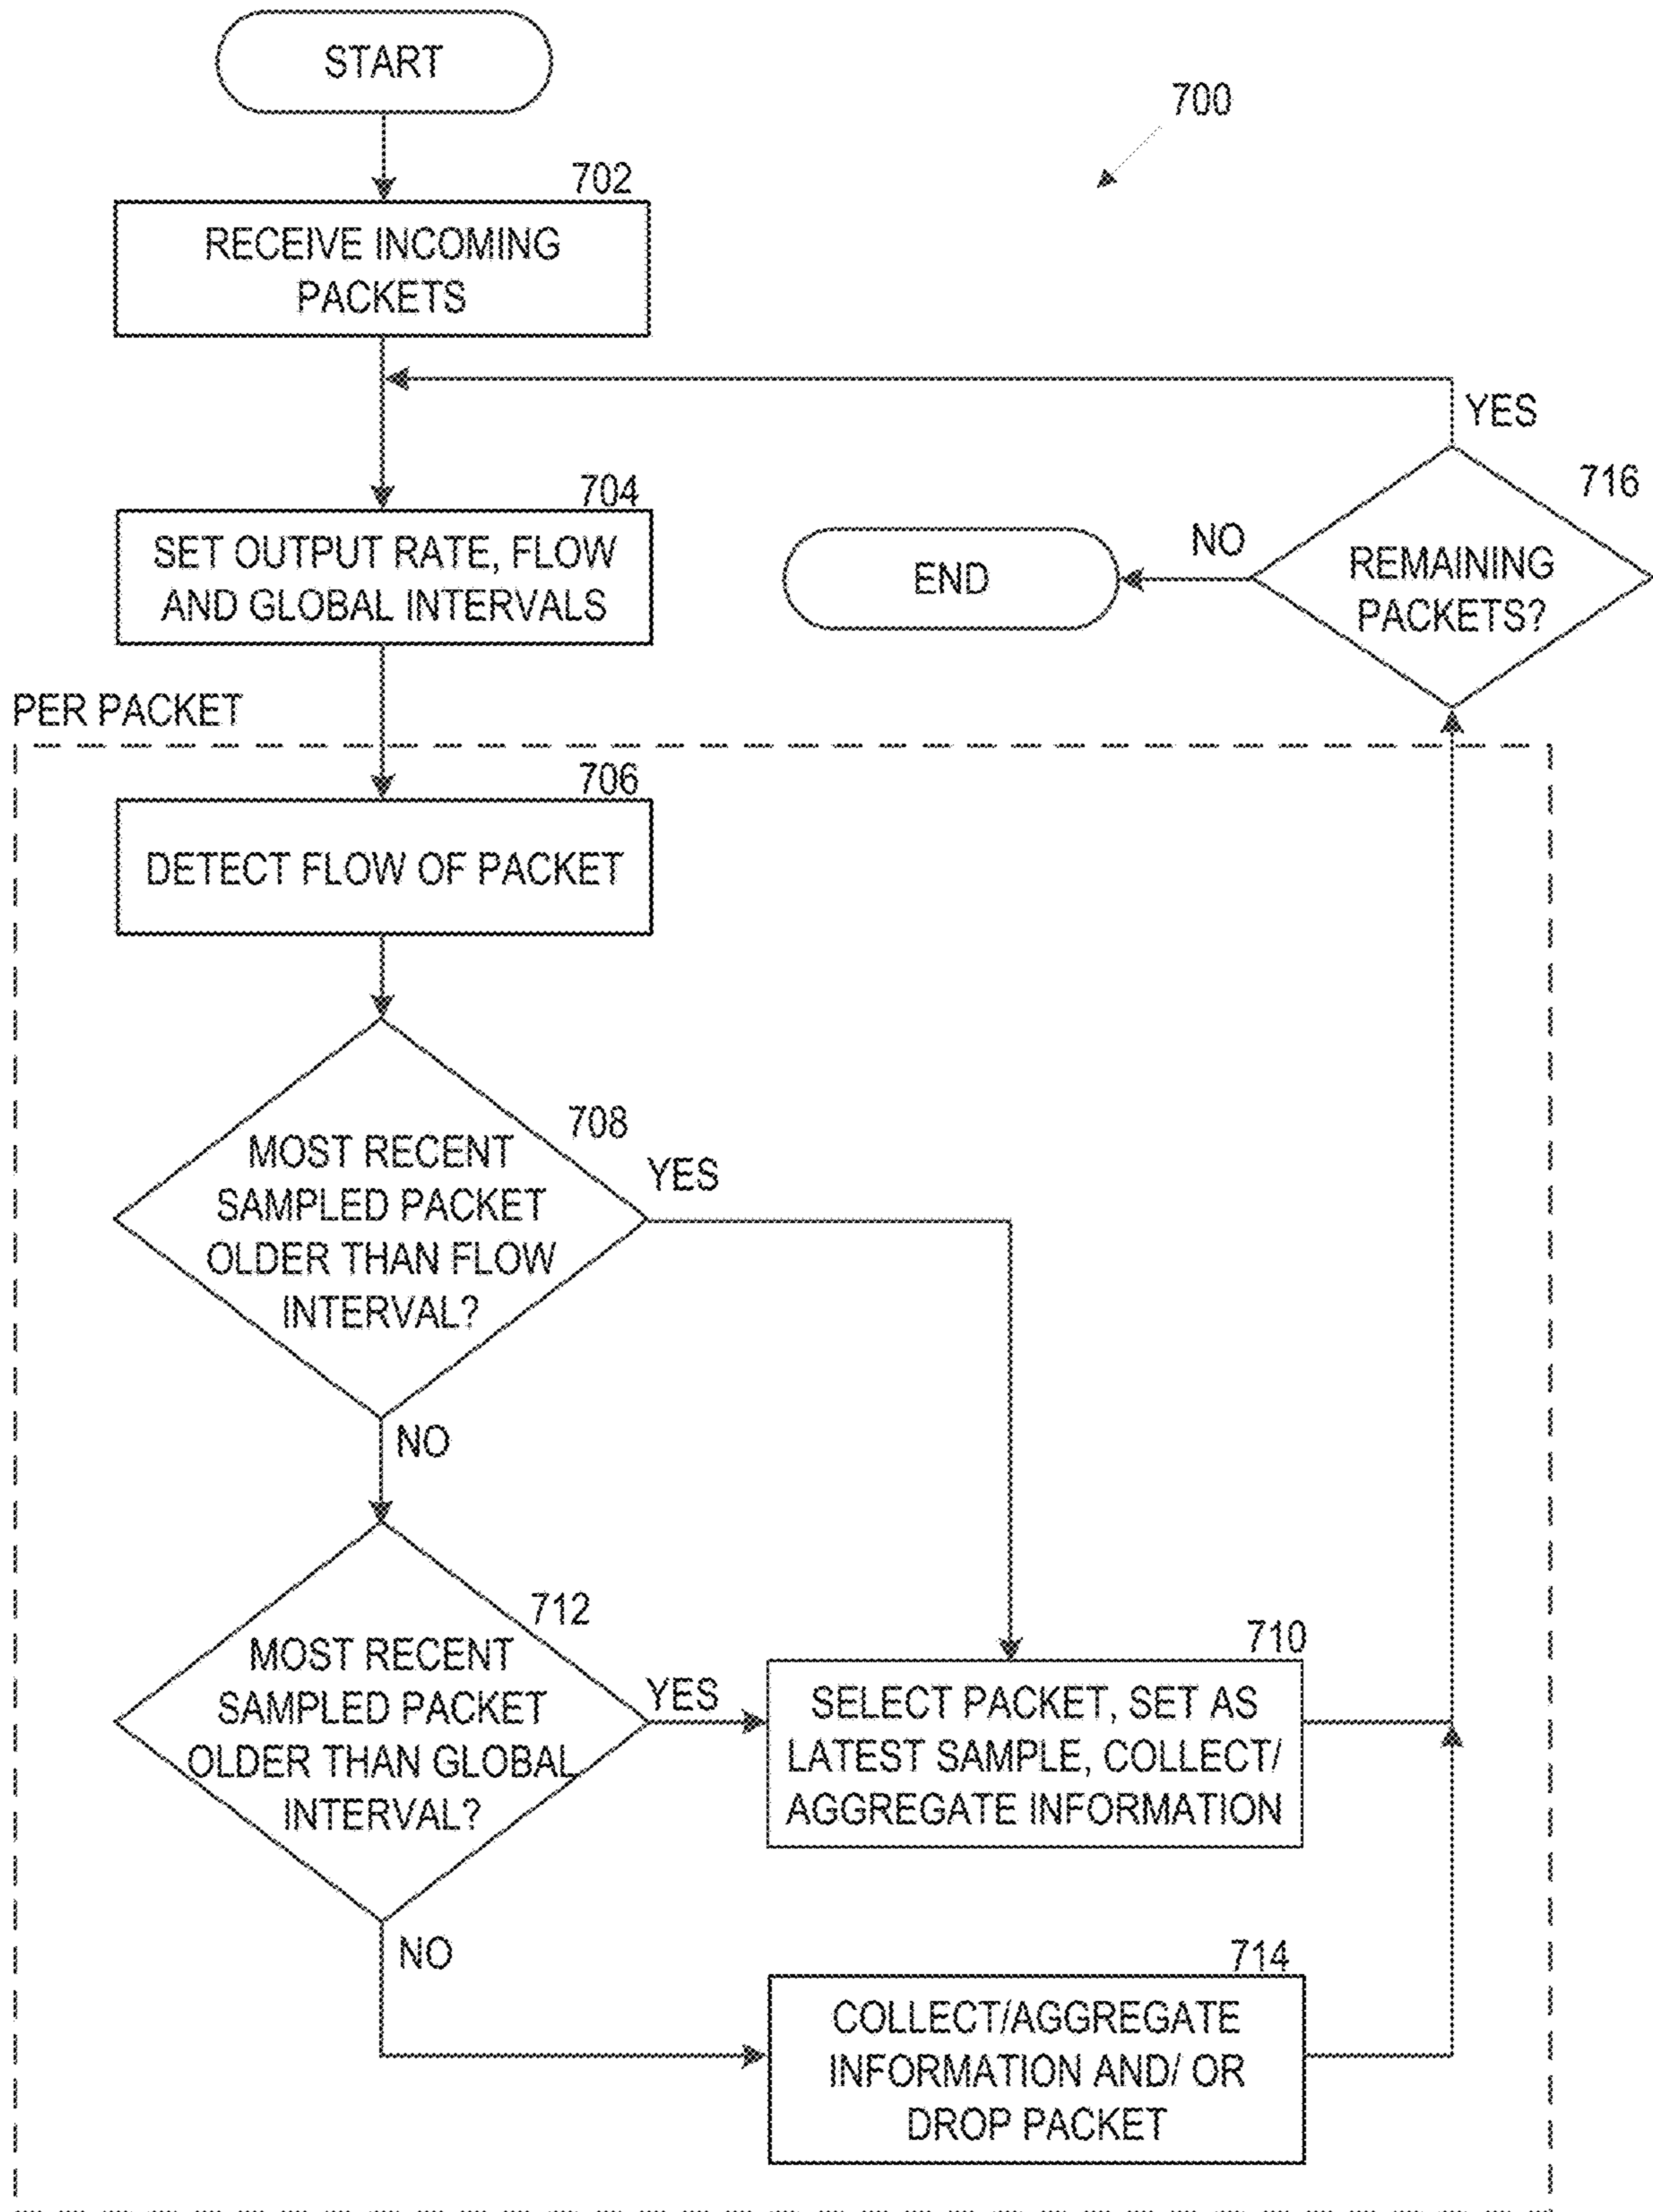 START
700
702
RECEIVE INCOMING
PACKETS
YES
716
REMAINING
PACKETS?
NO
END
704
SET OUTPUT RATE, FLOW
AND GLOBAL INTERVALS
PER PACKET
706
DETECT FLOW OF PACKET
708
MOST RECENT
SAMPLED PACKET
OLDER THAN FLOW
INTERVAL?
YES
NO
712
MOST RECENT
SAMPLED PACKET
OLDER THAN GLOBAL
INTERVAL?
YES
710
SELECT PACKET, SET AS
LATEST SAMPLE, COLLECT/
AGGREGATE INFORMATION
NO
714
COLLECT/AGGREGATE
INFORMATION AND/ OR
DROP PACKET